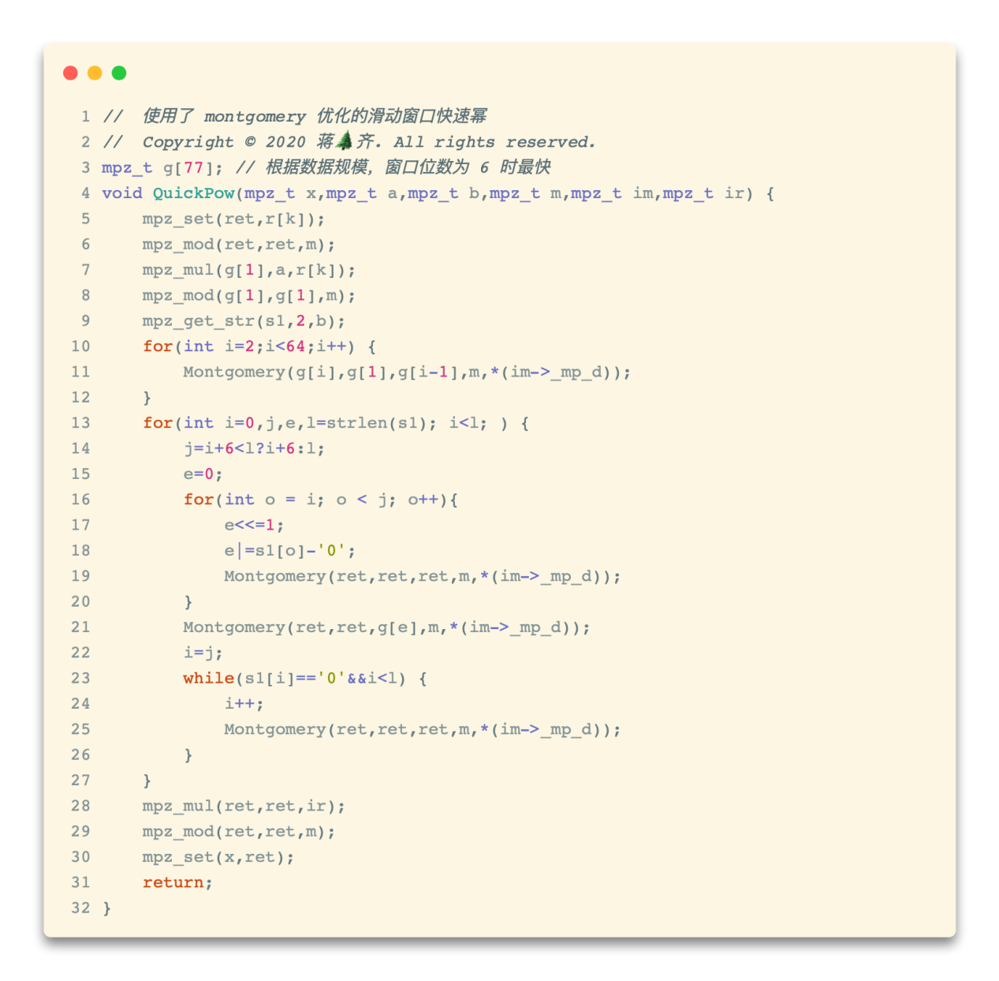 1 //  使用了 montgomery 优化的滑动窗口快速幂
2 //  Copyright © 2020 蒋🌲齐. All rights reserved.
3 mpz_t g[77]; // 根据数据规模，窗口位数为 6 时最快
4 void QuickPow(mpz_t x,mpz_t a,mpz_t b,mpz_t m,mpz_t im,mpz_t ir) {
5     mpz_set(ret,r[k]);
6     mpz_mod(ret,ret,m);
7     mpz_mul(g[1],a,r[k]);
8     mpz_mod(g[1],g[1],m);
9     mpz_get_str(s1,2,b);
10     for(int i=2;i<64;i++) {
11         Montgomery(g[i],g[1],g[i-1],m,*(im->_mp_d));
12     }
13     for(int i=0,j,e,l=strlen(s1); i<l; ) {
14         j=i+6<l?i+6:l;
15         e=0;
16         for(int o = i; o < j; o++){
17             e<<=1;
18             e|=s1[o]-'0';
19             Montgomery(ret,ret,ret,m,*(im->_mp_d));
20         }
21         Montgomery(ret,ret,g[e],m,*(im->_mp_d));
22         i=j;
23         while(s1[i]=='0'&&i<l) {
24             i++;
25             Montgomery(ret,ret,ret,m,*(im->_mp_d));
26         }
27     }
28     mpz_mul(ret,ret,ir);
29     mpz_mod(ret,ret,m);
30     mpz_set(x,ret);
31     return;
32 }